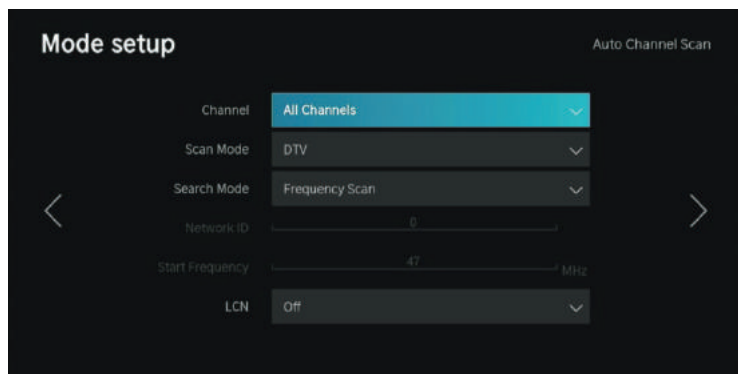 Mode setup
Auto Channel Scan
Channel All Channels
Scan Mode DTV
Search Mode Frequency Scan
Network ID 0
Start Frequency 47 MHz
LCN Off